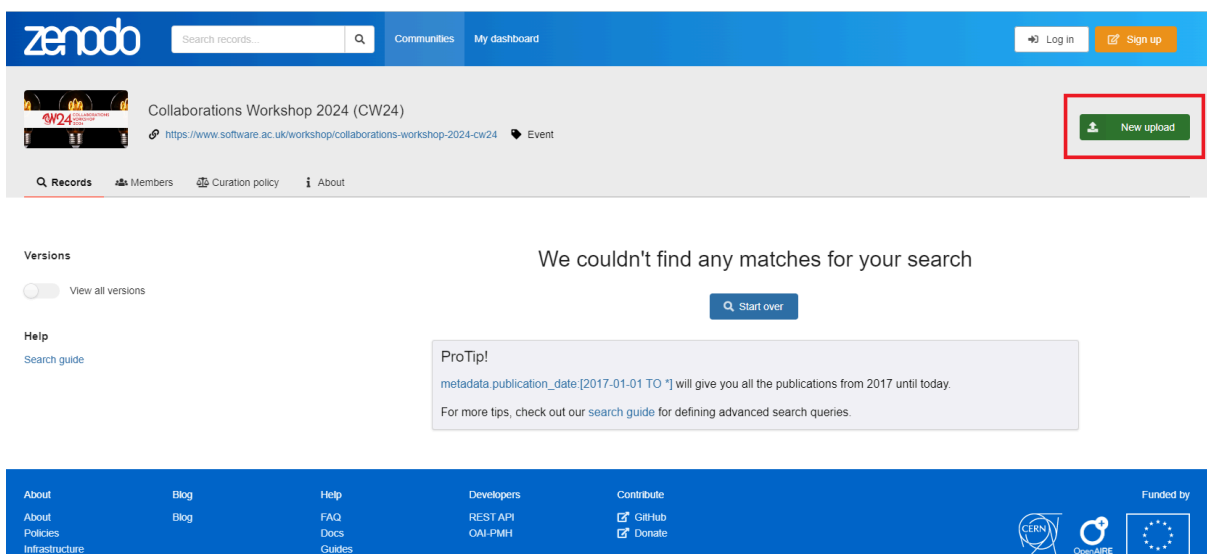 zenodo
Search records...
Communities
My dashboard
Log in
Sign up
CW24 COLLABORATIONS WORKSHOP 2024
Collaborations Workshop 2024 (CW24)
https://www.software.ac.uk/workshop/collaborations-workshop-2024-cw24
Event
New upload
Records
Members
Curation policy
About
Versions
View all versions
Help
Search guide
We couldn't find any matches for your search
Start over
ProTip!
metadata.publication_date:[2017-01-01 TO *] will give you all the publications from 2017 until today.
For more tips, check out our search guide for defining advanced search queries.
About
About
Policies
Infrastructure
Blog
Blog
Help
FAQ
Docs
Guides
Developers
REST API
OAI-PMH
Contribute
GitHub
Donate
Funded by
CERN
OpenAIRE